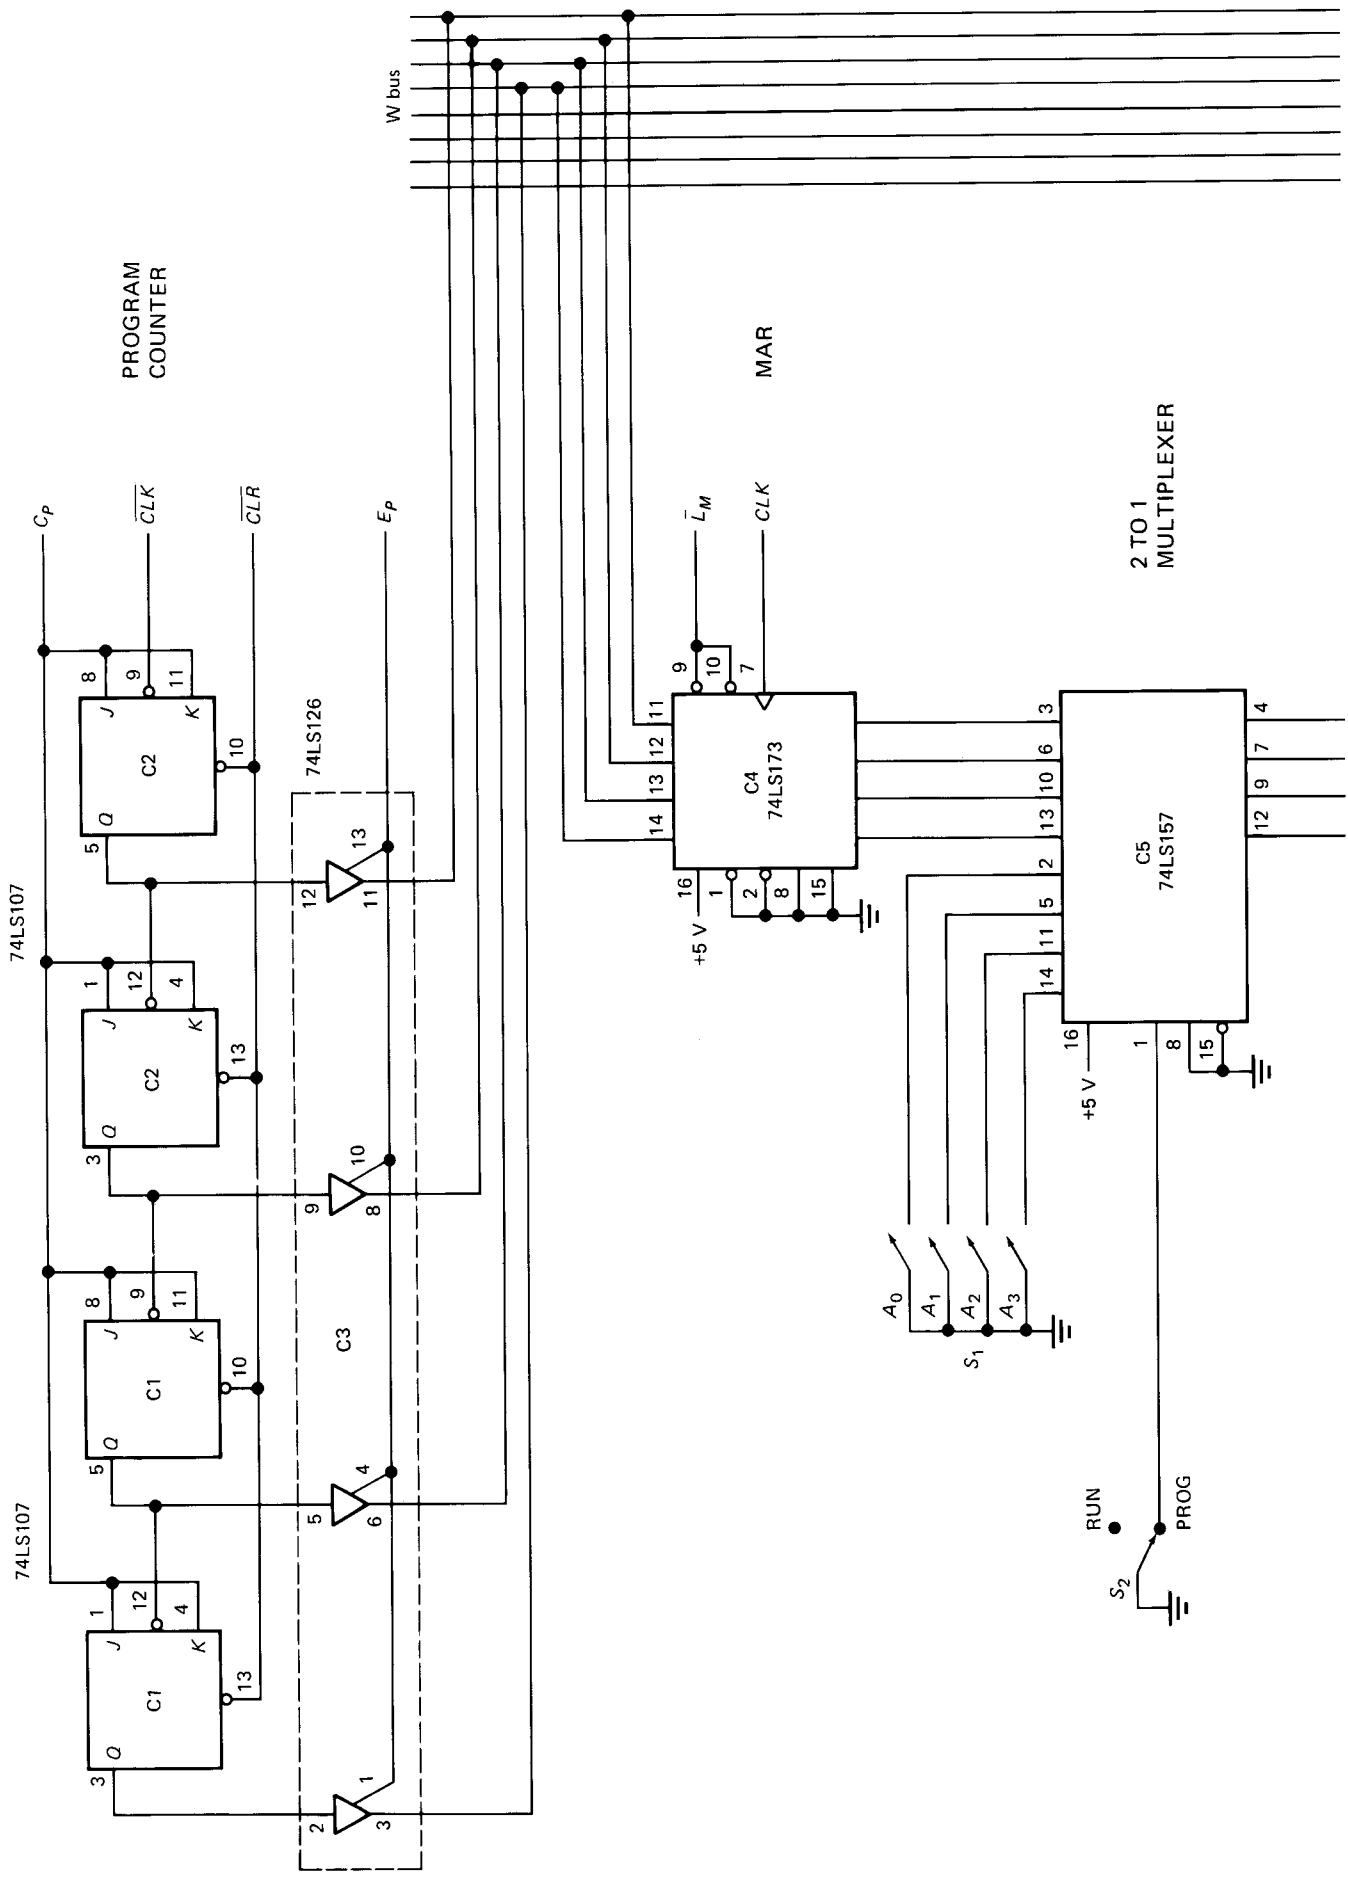 W bus
PROGRAM
COUNTER
C_P
\overline{CLK}
\overline{CLR}
E_P
74LS107
74LS107
8 9 11
J K
C2
Q
10
5
1 12 4
J K
C2
Q
13
3
8 9 11
J K
C1
Q
10
5
1 12 4
J K
C1
Q
13
3
74LS126
C3
12 13 11
9 10 8
5 4 6
2 1 3
MAR
\overline{L}_M
CLK
9 10 7
14 13 12 11
C4
74LS173
16 1 2 8 15
+5 V
2 TO 1
MULTIPLEXER
14 11 5 2 13 10 6 3
C5
74LS157
16 1 8 15
+5 V
12 9 7 4
A_0
A_1
A_2
A_3
S_1
RUN
PROG
S_2